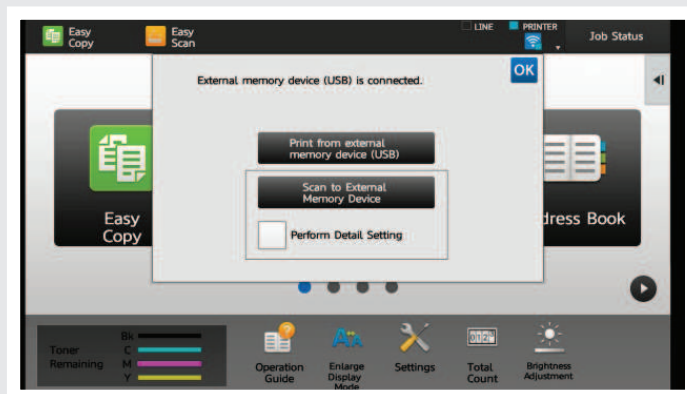 Easy
Copy
Easy
Scan
LINE
PRINTER
Job Status
External memory device (USB) is connected.
OK
Print from external
memory device (USB)
Scan to External
Memory Device
Perform Detail Setting
Easy
Copy
dress Book
Toner
Remaining
Bk
C
M
Y
Operation
Guide
Enlarge
Display
Mode
Settings
Total
Count
Brightness
Adjustment